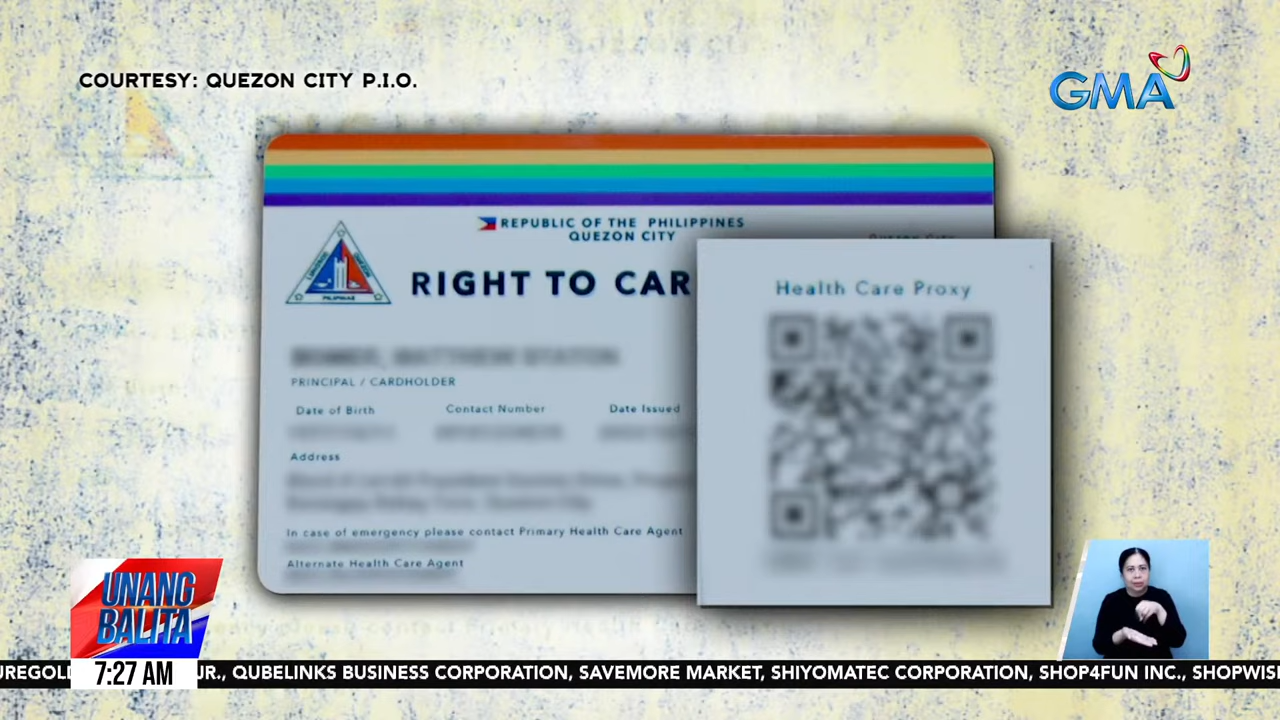 COURTESY: QUEZON CITY P.I.O.
GMA
REPUBLIC OF THE PHILIPPINES
QUEZON CITY
RIGHT TO CAR
PILIPINAS
PRINCIPAL / CARDHOLDER
Date of Birth Contact Number Date Issued
Address
In case of emergency please contact Primary Health Care Agent
Alternate Health Care Agent
Health Care Proxy
UNANG
BALITA
7:27 AM
JR., QUBELINKS BUSINESS CORPORATION, SAVEMORE MARKET, SHIYOMATEC CORPORATION, SHOP4FUN INC., SHOPWIS